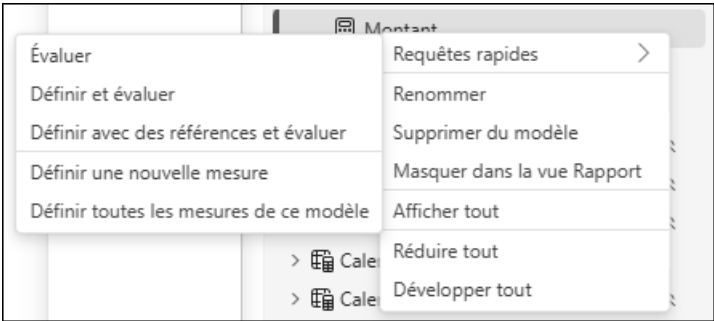 Montant
Évaluer
Définir et évaluer
Définir avec des références et évaluer
Définir une nouvelle mesure
Définir toutes les mesures de ce modèle
Requêtes rapides
Renommer
Supprimer du modèle
Masquer dans la vue Rapport
Afficher tout
Réduire tout
Développer tout
Cale
Cale